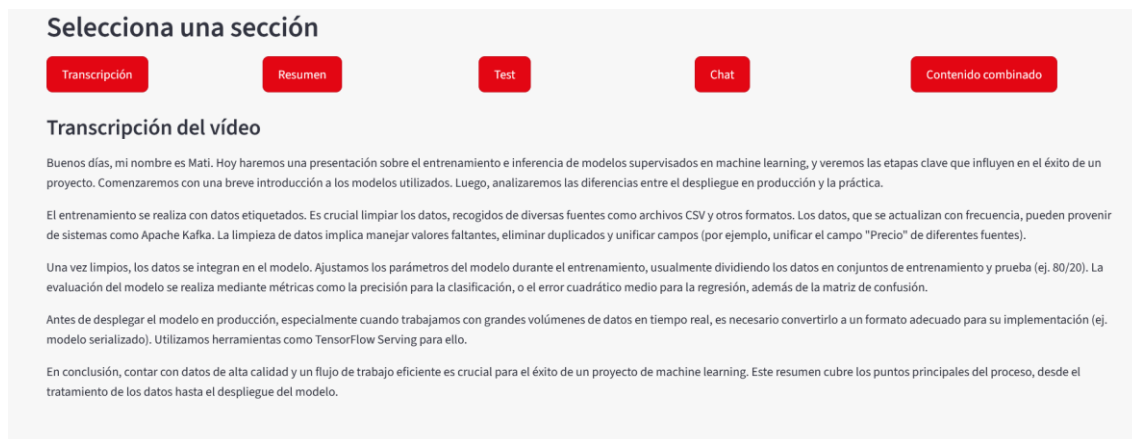 Selecciona una sección
Transcripción
Resumen
Test
Chat
Contenido combinado
Transcripción del vídeo
Buenos días, mi nombre es Mati. Hoy haremos una presentación sobre el entrenamiento e inferencia de modelos supervisados en machine learning, y veremos las etapas clave que influyen en el éxito de un
proyecto. Comenzaremos con una breve introducción a los modelos utilizados. Luego, analizaremos las diferencias entre el despliegue en producción y la práctica.
El entrenamiento se realiza con datos etiquetados. Es crucial limpiar los datos, recogidos de diversas fuentes como archivos CSV y otros formatos. Los datos, que se actualizan con frecuencia, pueden provenir
de sistemas como Apache Kafka. La limpieza de datos implica manejar valores faltantes, eliminar duplicados y unificar campos (por ejemplo, unificar el campo "Precio" de diferentes fuentes).
Una vez limpios, los datos se integran en el modelo. Ajustamos los parámetros del modelo durante el entrenamiento, usualmente dividiendo los datos en conjuntos de entrenamiento y prueba (ej. 80/20). La
evaluación del modelo se realiza mediante métricas como la precisión para la clasificación, o el error cuadrático medio para la regresión, además de la matriz de confusión.
Antes de desplegar el modelo en producción, especialmente cuando trabajamos con grandes volúmenes de datos en tiempo real, es necesario convertirlo a un formato adecuado para su implementación (ej.
modelo serializado). Utilizamos herramientas como TensorFlow Serving para ello.
En conclusión, contar con datos de alta calidad y un flujo de trabajo eficiente es crucial para el éxito de un proyecto de machine learning. Este resumen cubre los puntos principales del proceso, desde el
tratamiento de los datos hasta el despliegue del modelo.